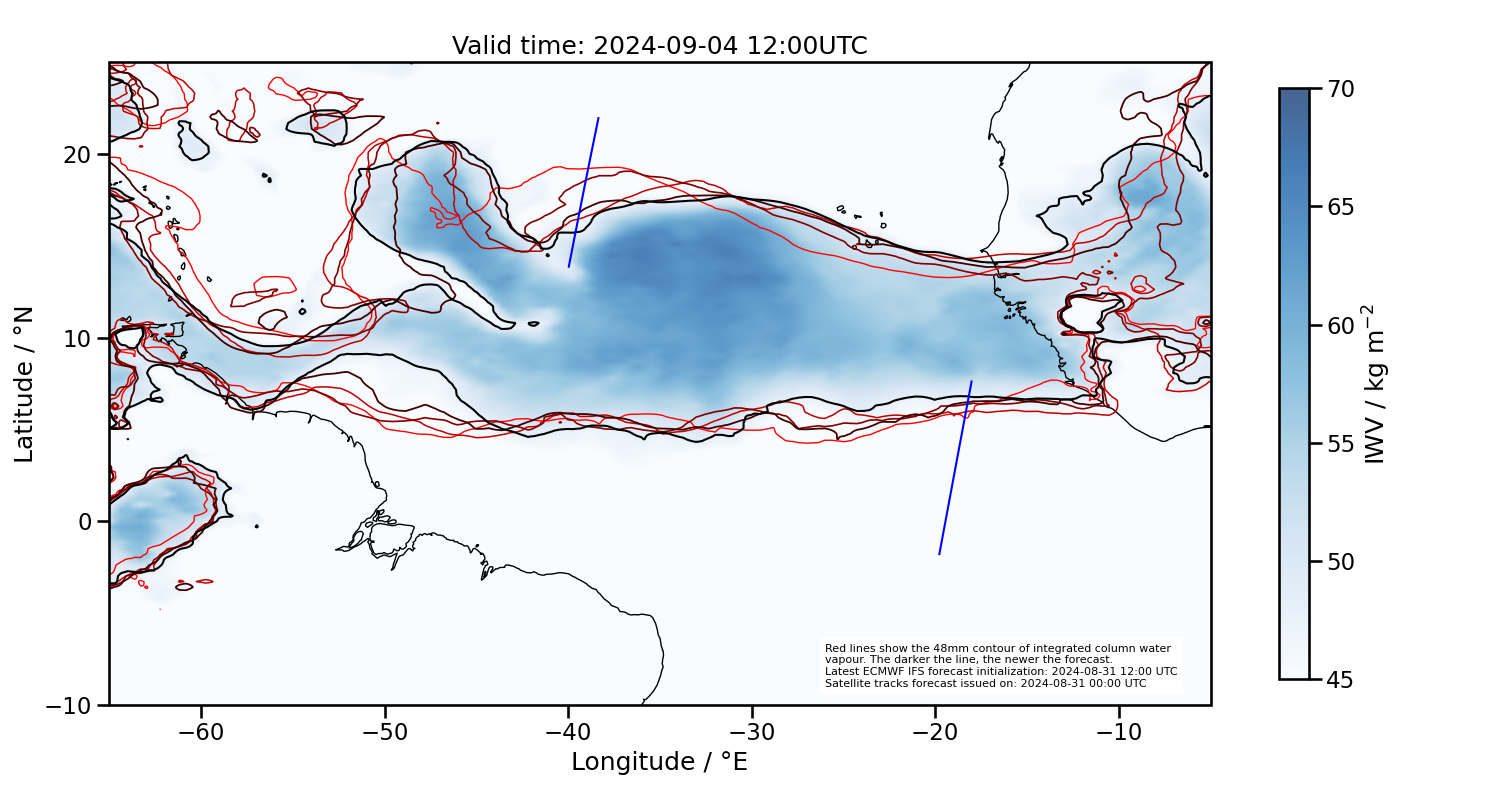 Valid time: 2024-09-04 12:00UTC
Latitude / °N
20
10
0
−10
−60
−50
−40
−30
−20
−10
Longitude / °E
Red lines show the 48mm contour of integrated column water
vapour. The darker the line, the newer the forecast.
Latest ECMWF IFS forecast initialization: 2024-08-31 12:00 UTC
Satellite tracks forecast issued on: 2024-08-31 00:00 UTC
70
65
60
55
50
45
IWV / kg m⁻²